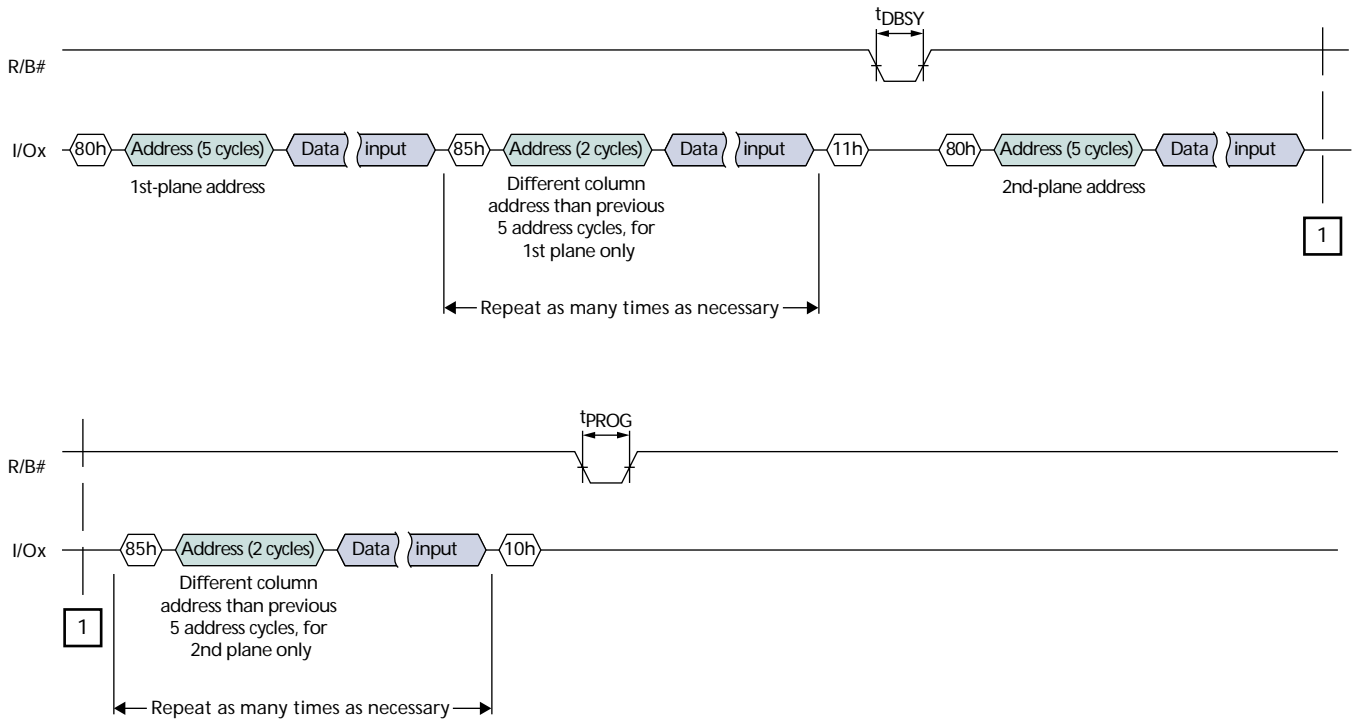 tDBSY
R/B#
I/Ox 80h Address (5 cycles) Data input 85h Address (2 cycles) Data input 11h 80h Address (5 cycles) Data input
1st-plane address
Different column
address than previous
5 address cycles, for
1st plane only
2nd-plane address
1
Repeat as many times as necessary
tPROG
R/B#
I/Ox 85h Address (2 cycles) Data input 10h
1
Different column
address than previous
5 address cycles, for
2nd plane only
Repeat as many times as necessary